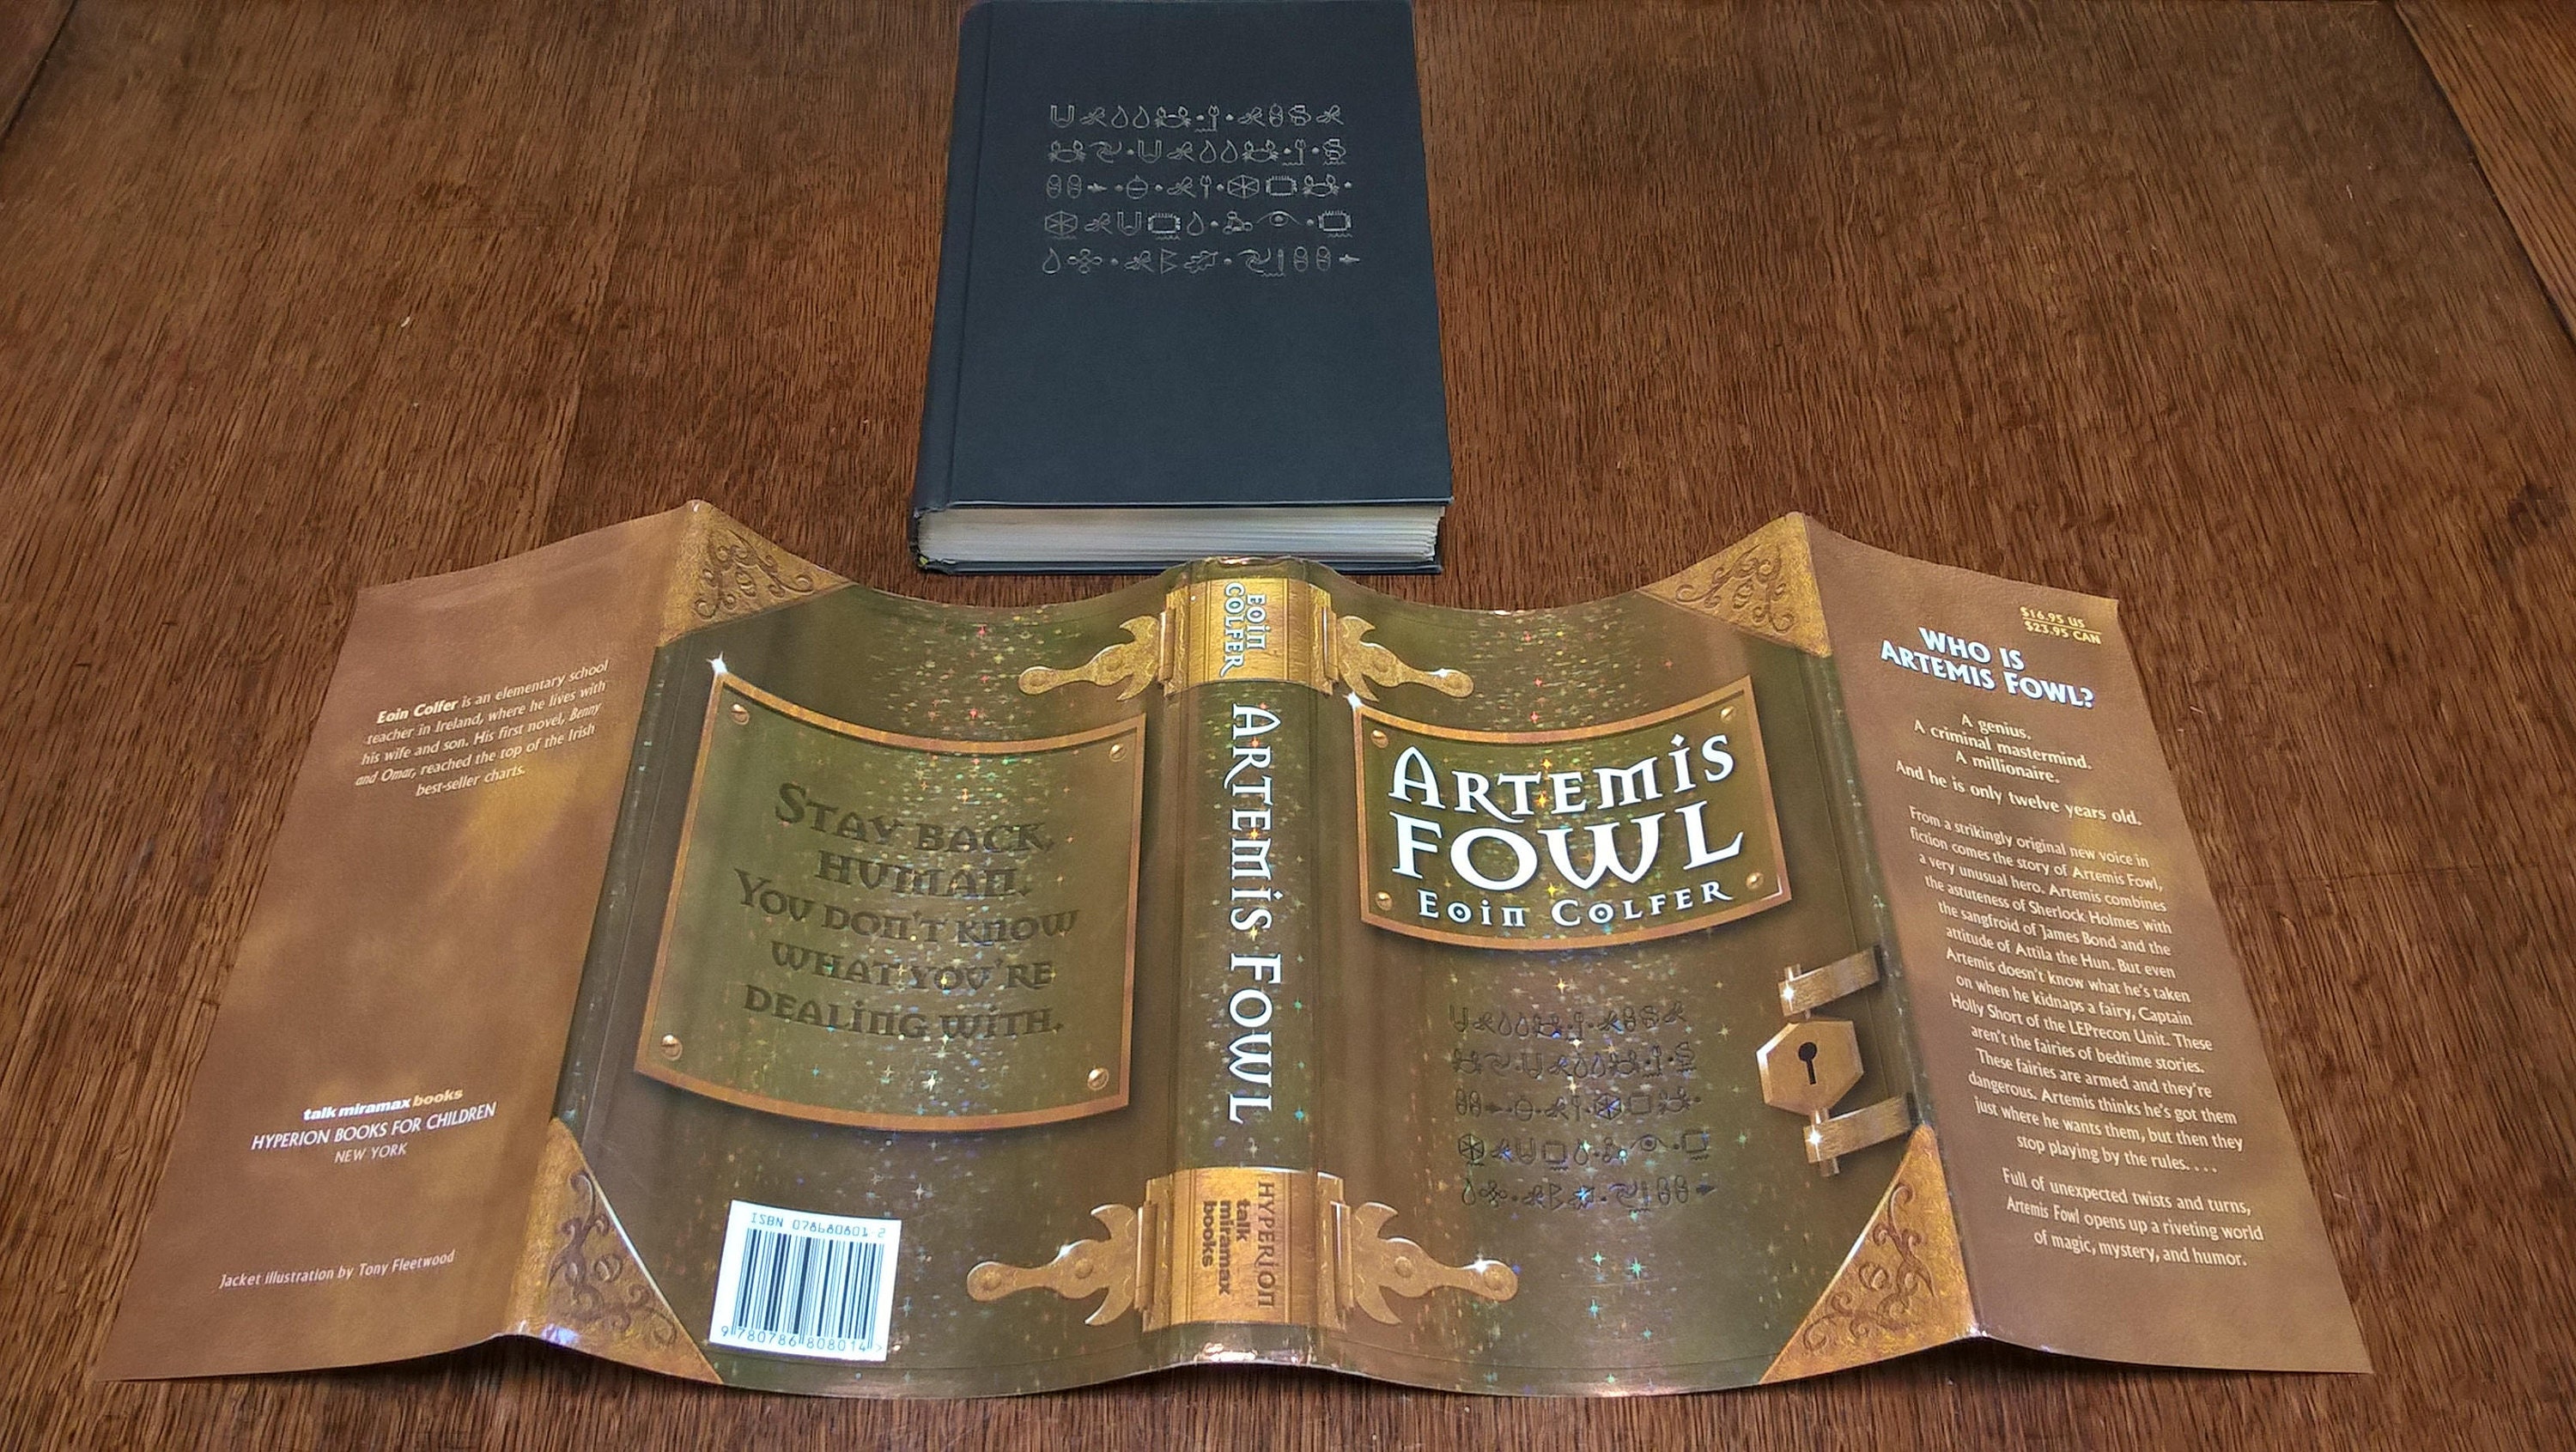 Eoin Colfer is an elementary school
teacher in Ireland, where he lives with
his wife and son. His first novel, Benny
and Omar, reached the top of the Irish
best-seller charts.
talk miramax books
HYPERION BOOKS FOR CHILDREN
NEW YORK
Jacket illustration by Tony Fleetwood
STAY BACK,
HUMAN.
YOU DON'T KNOW
WHAT YOU'RE
DEALING WITH.
ISBN 0786808012
9 780786 808014 >
EOIN
COLFER
ARTEMIS FOWL
HYPERION
talk
miramax
books
ARTEMIS
FOWL
EOIN COLFER
$16.95 US
$23.95 CAN
WHO IS
ARTEMIS FOWL?
A genius.
A criminal mastermind.
A millionaire.
And he is only twelve years old.
From a strikingly original new voice in
fiction comes the story of Artemis Fowl,
a very unusual hero. Artemis combines
the astuteness of Sherlock Holmes with
the sangfroid of James Bond and the
attitude of Attila the Hun. But even
Artemis doesn't know what he's taken
on when he kidnaps a fairy, Captain
Holly Short of the LEPrecon Unit. These
aren't the fairies of bedtime stories.
These fairies are armed and they're
dangerous. Artemis thinks he's got them
just where he wants them, but then they
stop playing by the rules. . . .
Full of unexpected twists and turns,
Artemis Fowl opens up a riveting world
of magic, mystery, and humor.